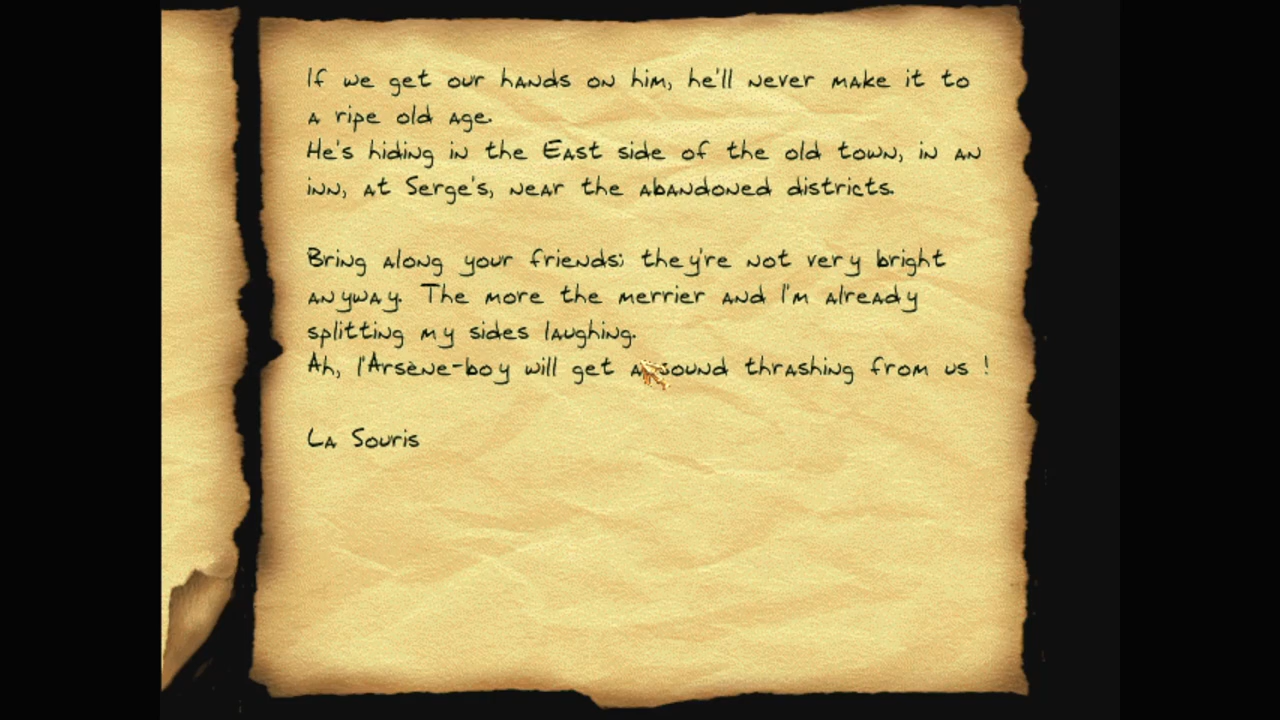 If we get our hands on him, he'll never make it to
a ripe old age.
He's hiding in the East side of the old town, in an
inn, at Serge's, near the abandoned districts.
Bring along your friends; they're not very bright
anyway. The more the merrier and I'm already
splitting my sides laughing.
Ah, l'Arsène-boy will get a sound thrashing from us !
La Souris